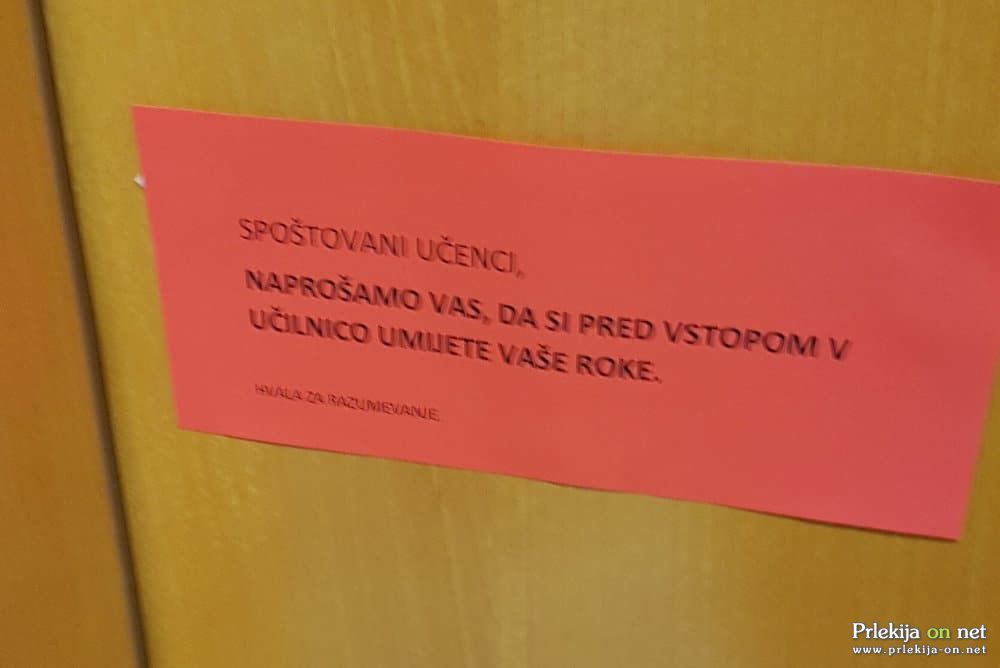 SPOŠTOVANI UČENCI,
NAPROŠAMO VAS, DA SI PRED VSTOPOM V
UČILNICO UMIJETE VAŠE ROKE.
HVALA ZA RAZUMEVANJE.
Prlekija on net
www.prlekija-on.net